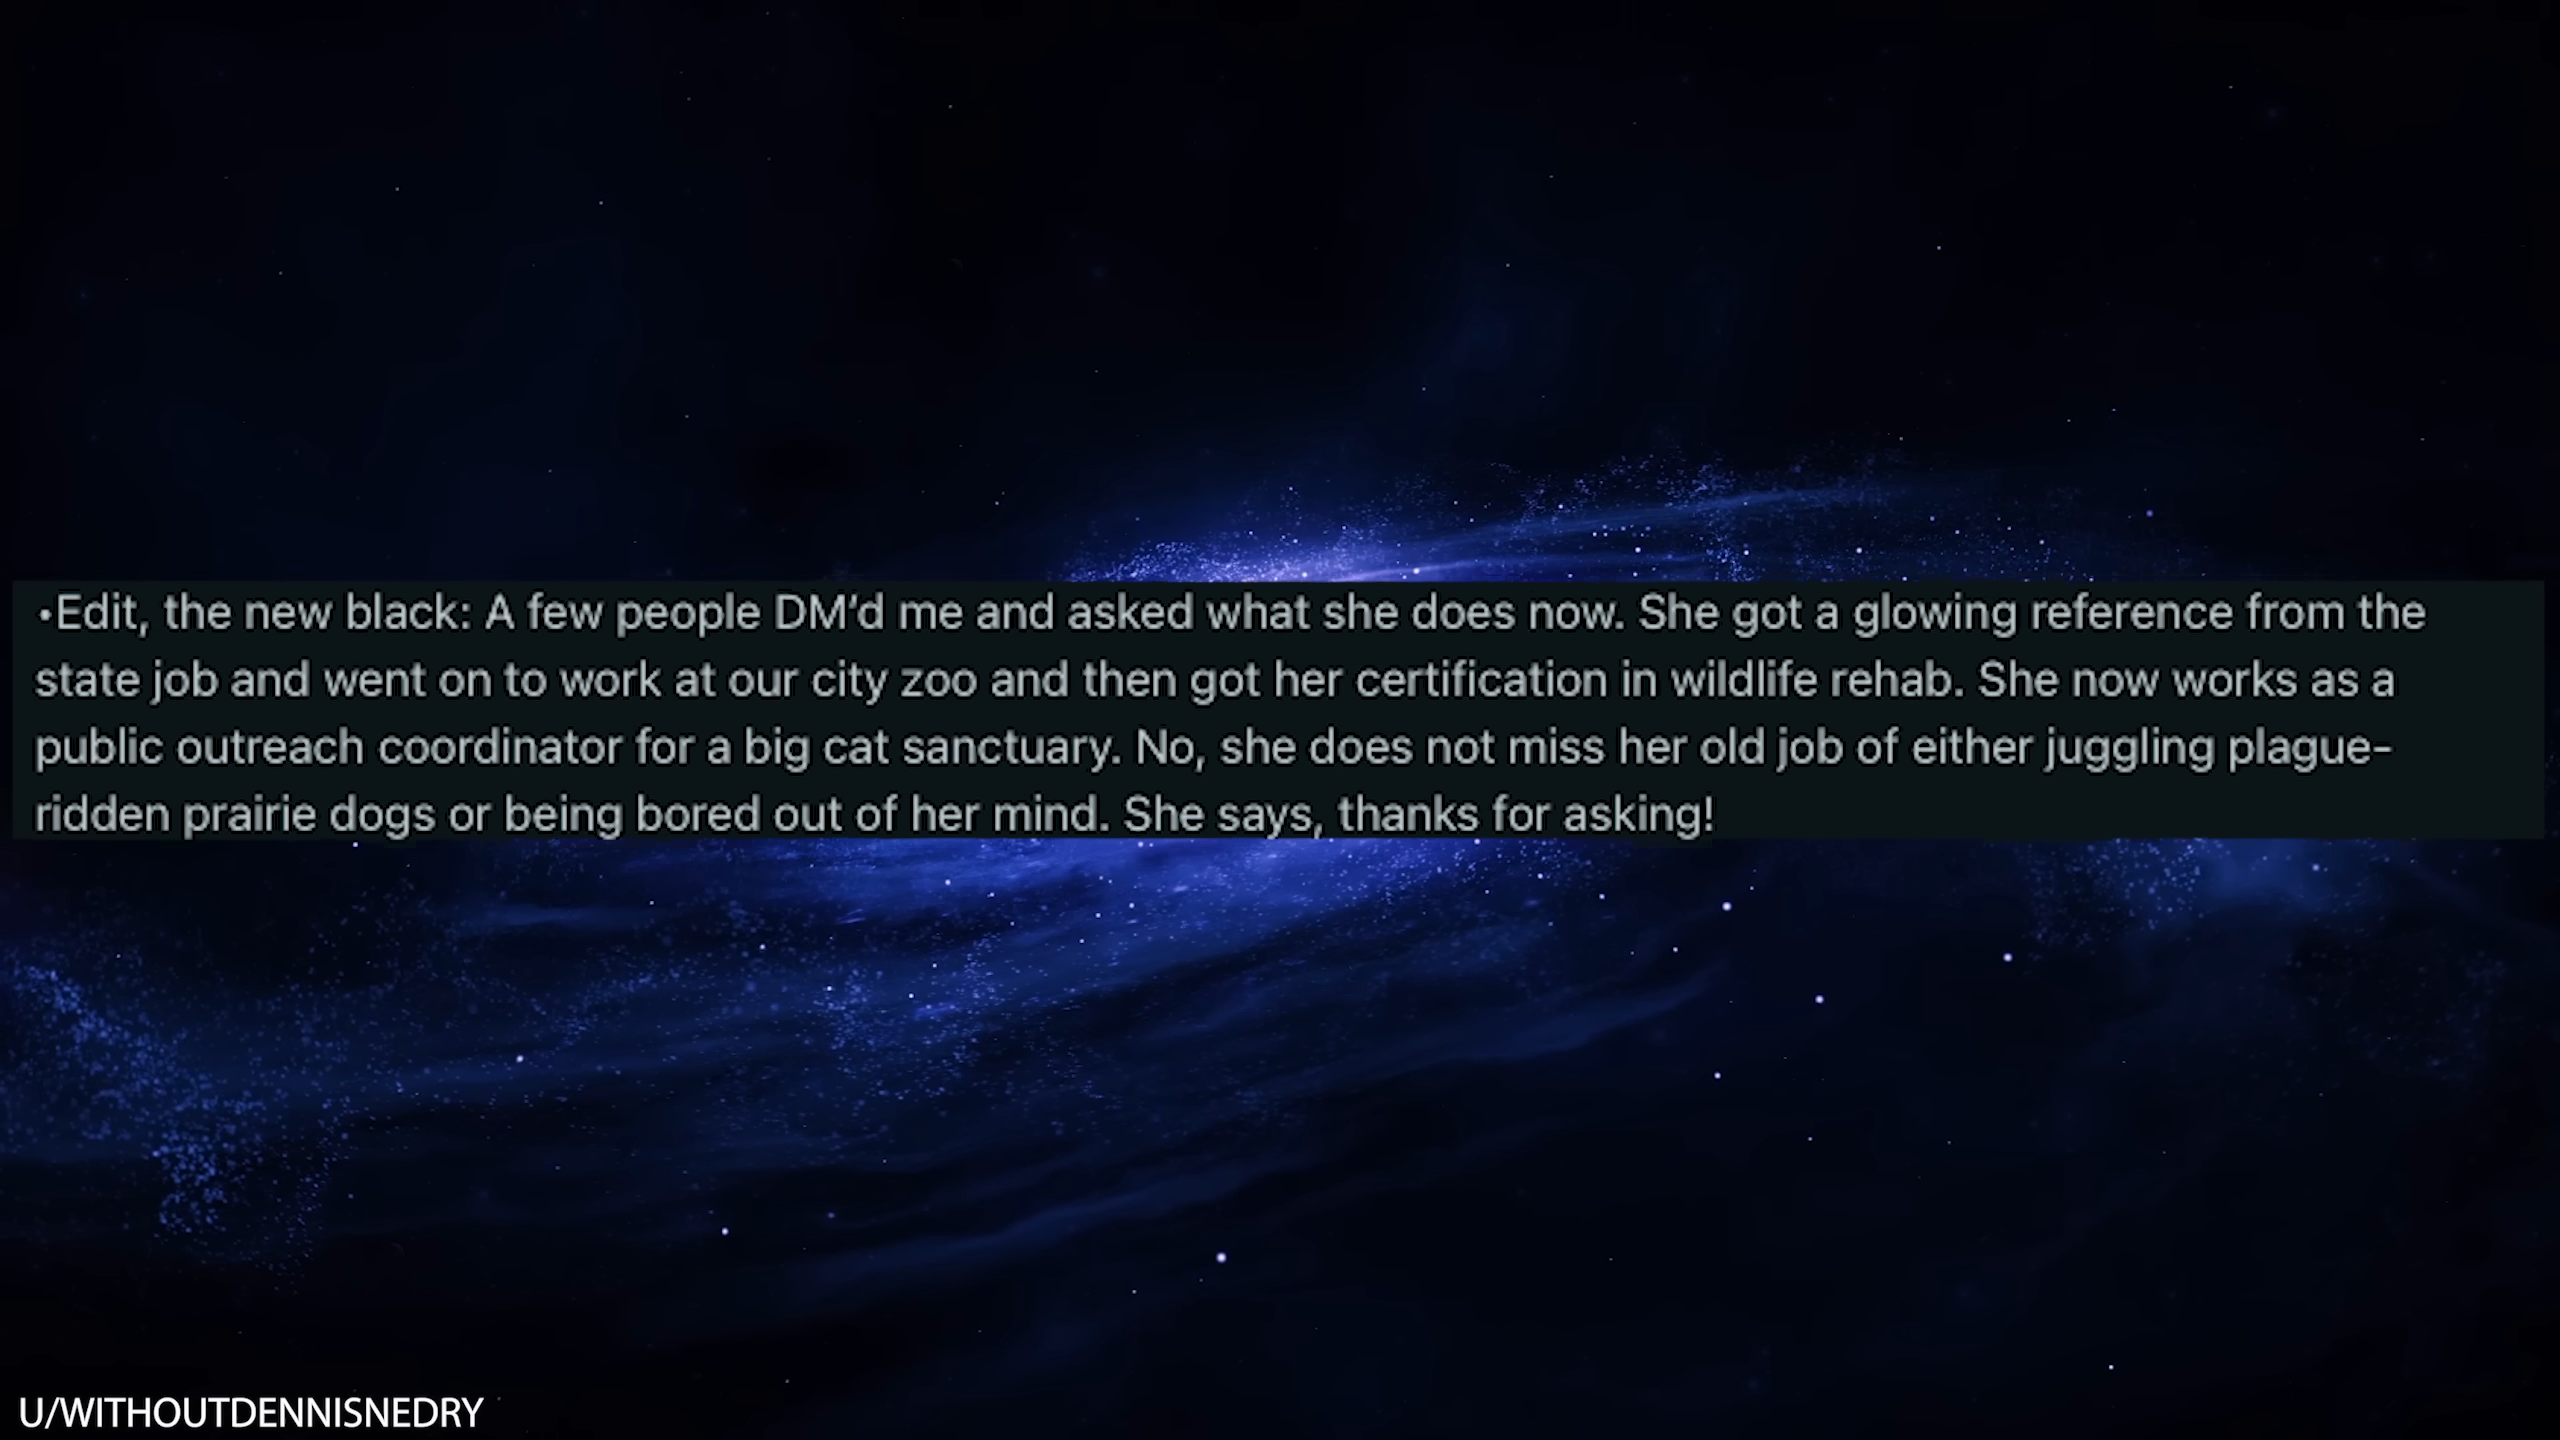 •Edit, the new black: A few people DM’d me and asked what she does now. She got a glowing reference from the
state job and went on to work at our city zoo and then got her certification in wildlife rehab. She now works as a
public outreach coordinator for a big cat sanctuary. No, she does not miss her old job of either juggling plague-
ridden prairie dogs or being bored out of her mind. She says, thanks for asking!
U/WITHOUTDENNISNEDRY